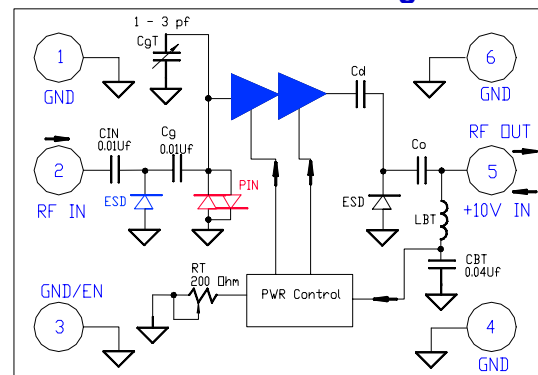 1 - 3 pf
CgT
1
GND
6
GND
Cd
CIN
0.01Uf
Cg
0.01Uf
Co
RF OUT
2
RF IN
ESD
PIN
ESD
LBT
5
+10V IN
CBT
0.04Uf
RT
200 Ohm
PWR Control
GND/EN
3
4
GND